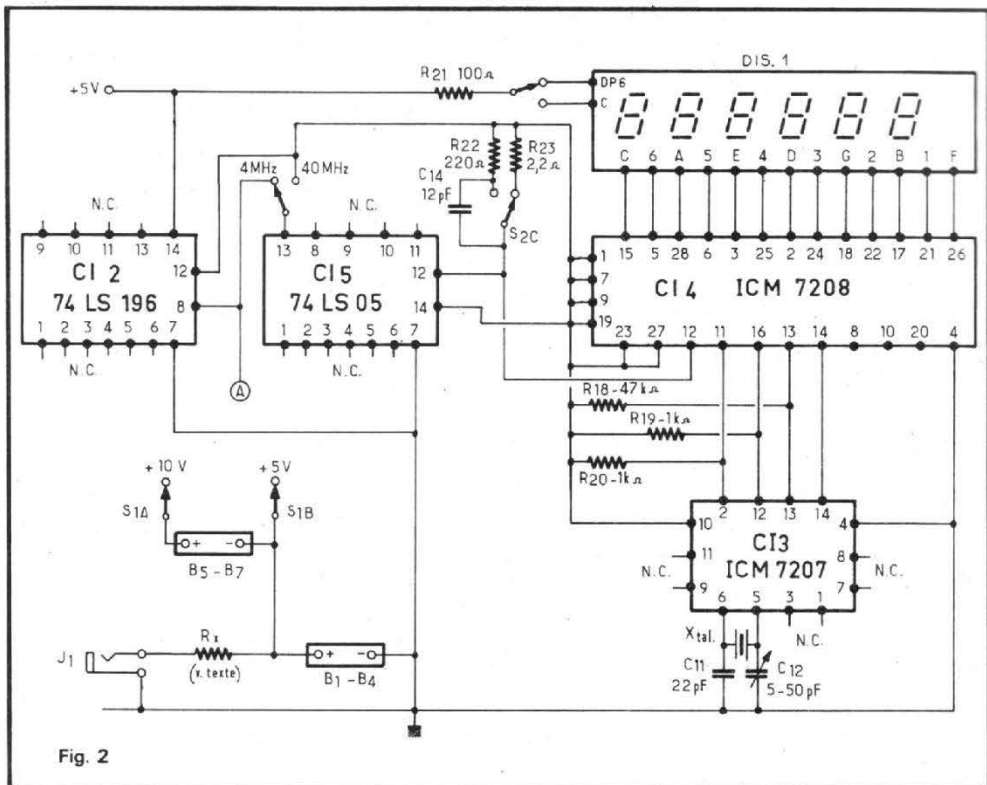 DIS. 1
+5V
R21 100Ω
DP6
C
C 6 A 5 E 4 D 3 G 2 B 1 F
4MHz
40MHz
R22
220Ω
R23
2,2Ω
C14
12pF
S2C
N.C.
9 10 11 13 14
CI 2
74 LS 196
12
8
1 2 3 4 5 6 7
N.C.
A
13 8 9 10 11
CI 5
74 LS 05
12
14
1 2 3 4 5 6 7
N.C.
15 5 28 6 3 25 2 24 18 22 17 21 26
1
7
9
19
CI 4 ICM 7208
23 27 12 11 16 13 14 8 10 20 4
R18-47kΩ
R19-1kΩ
R20-1kΩ
+10V
+5V
S1A
S1B
+ -
B5-B7
J1
Rx
(v. texte)
+ -
B1-B4
2 12 13 14
10
4
11
8
9
7
CI3
ICM 7207
N.C.
N.C.
6 5 3 1
Xtal.
N.C.
C11
22pF
C12
5-50pF
Fig. 2